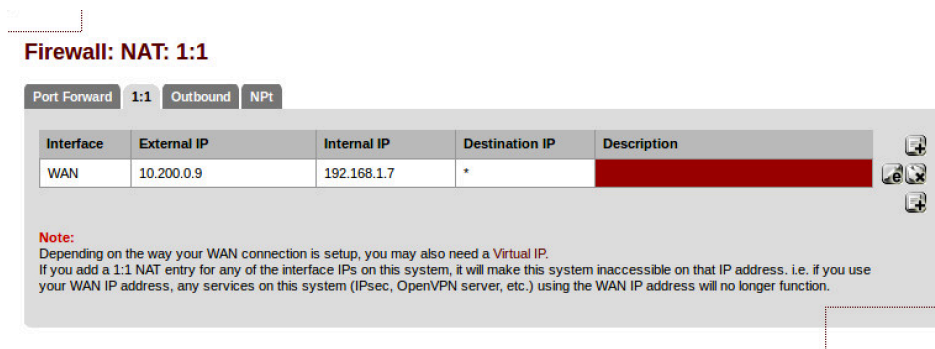 Firewall: NAT: 1:1
Port Forward 1:1 Outbound NPt
Interface External IP Internal IP Destination IP Description
WAN 10.200.0.9 192.168.1.7 *
Note:
Depending on the way your WAN connection is setup, you may also need a Virtual IP.
If you add a 1:1 NAT entry for any of the interface IPs on this system, it will make this system inaccessible on that IP address. i.e. if you use
your WAN IP address, any services on this system (IPsec, OpenVPN server, etc.) using the WAN IP address will no longer function.